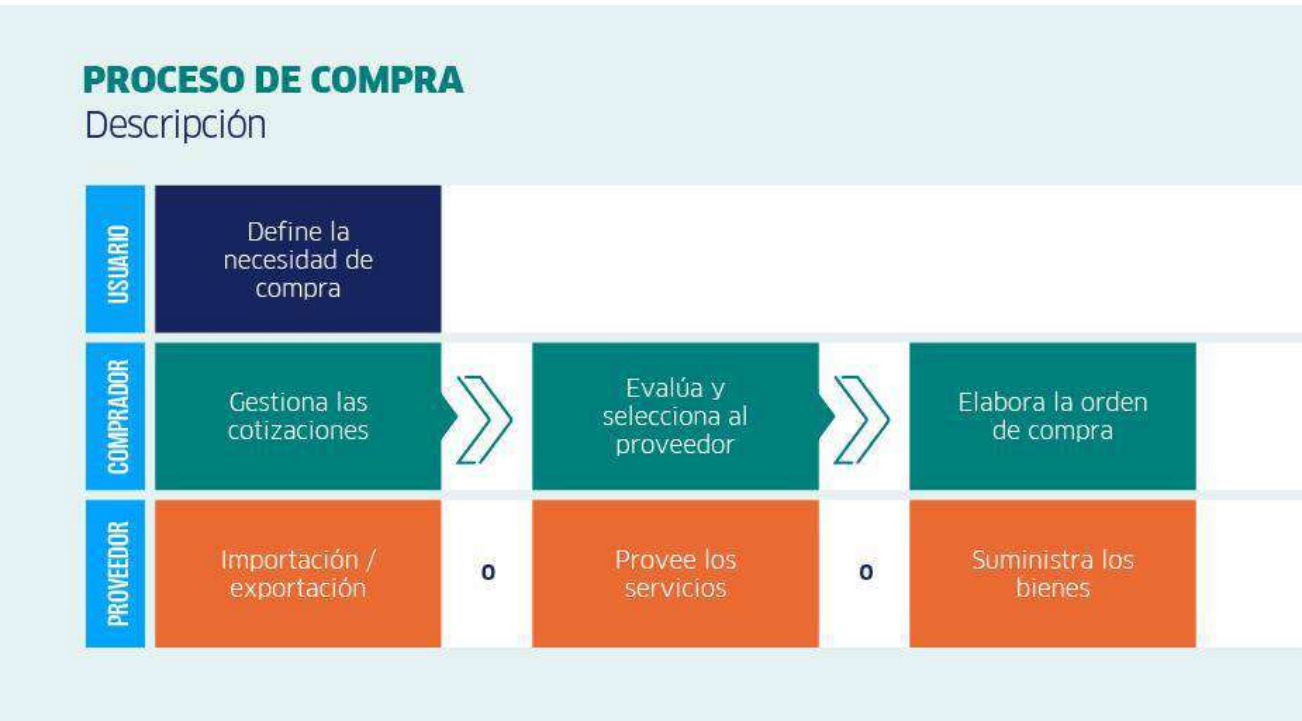 PROCESO DE COMPRA
Descripción
USUARIO
Define la
necesidad de
compra
COMPRADOR
Gestiona las
cotizaciones
Evalúa y
selecciona al
proveedor
Elabora la orden
de compra
PROVEEDOR
Importación /
exportación
o
Provee los
servicios
o
Suministra los
bienes